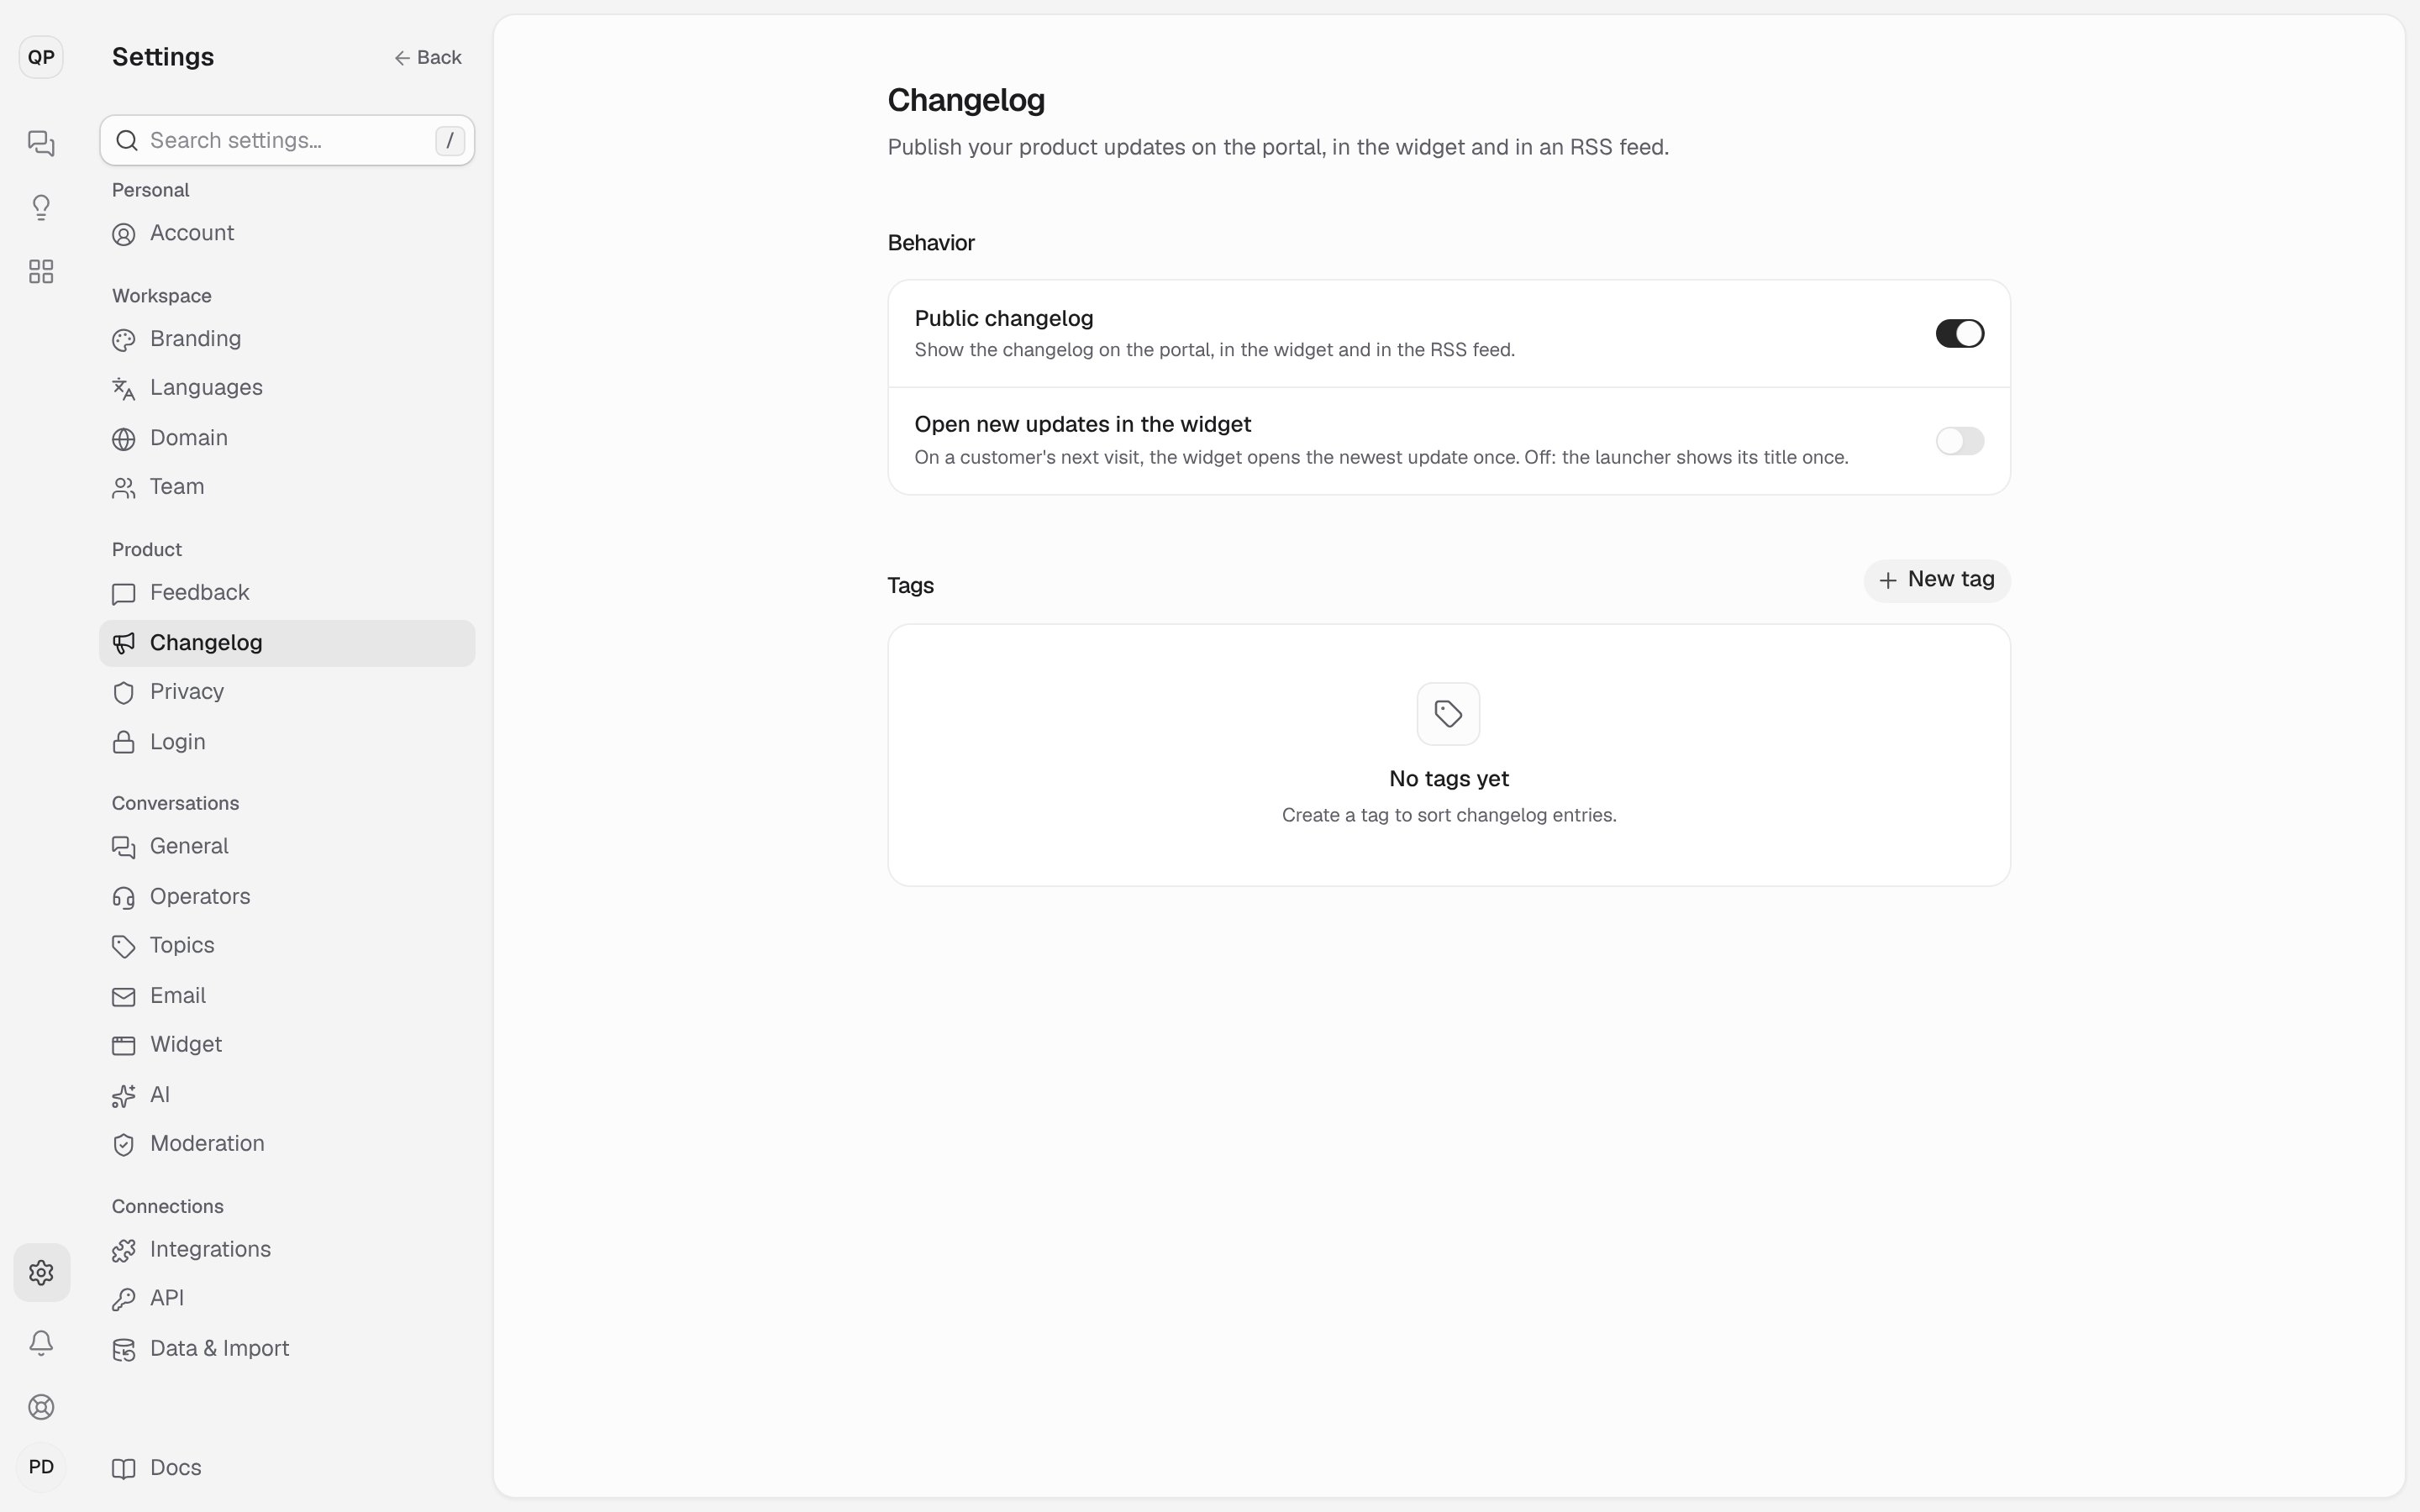 QP
Settings
Back
Search settings...
/
Personal
Account
Workspace
Branding
Languages
Domain
Team
Product
Feedback
Changelog
Privacy
Login
Conversations
General
Operators
Topics
Email
Widget
AI
Moderation
Connections
Integrations
API
Data & Import
Docs
PD
Changelog
Publish your product updates on the portal, in the widget and in an RSS feed.
Behavior
Public changelog
Show the changelog on the portal, in the widget and in the RSS feed.
Open new updates in the widget
On a customer's next visit, the widget opens the newest update once. Off: the launcher shows its title once.
Tags
New tag
No tags yet
Create a tag to sort changelog entries.